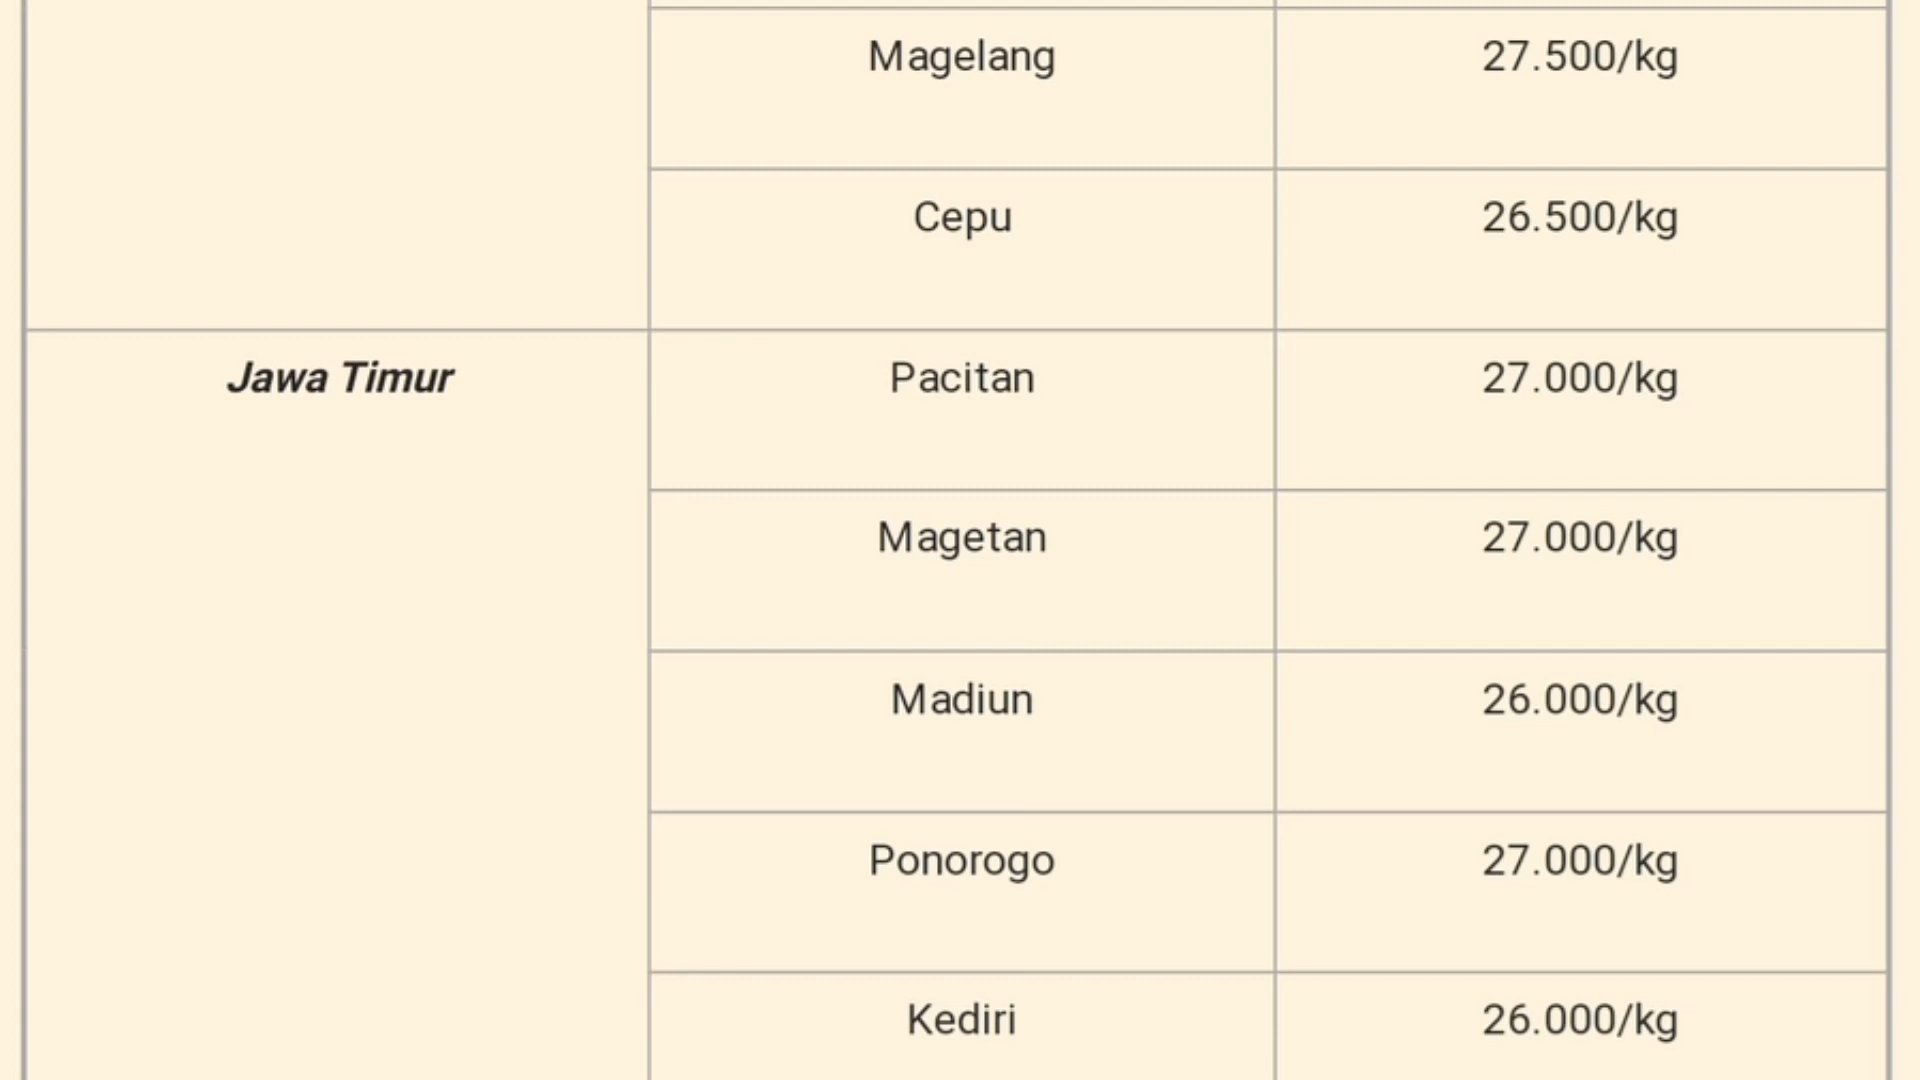 Magelang 27.500/kg
Cepu 26.500/kg
Jawa Timur Pacitan 27.000/kg
Magetan 27.000/kg
Madiun 26.000/kg
Ponorogo 27.000/kg
Kediri 26.000/kg